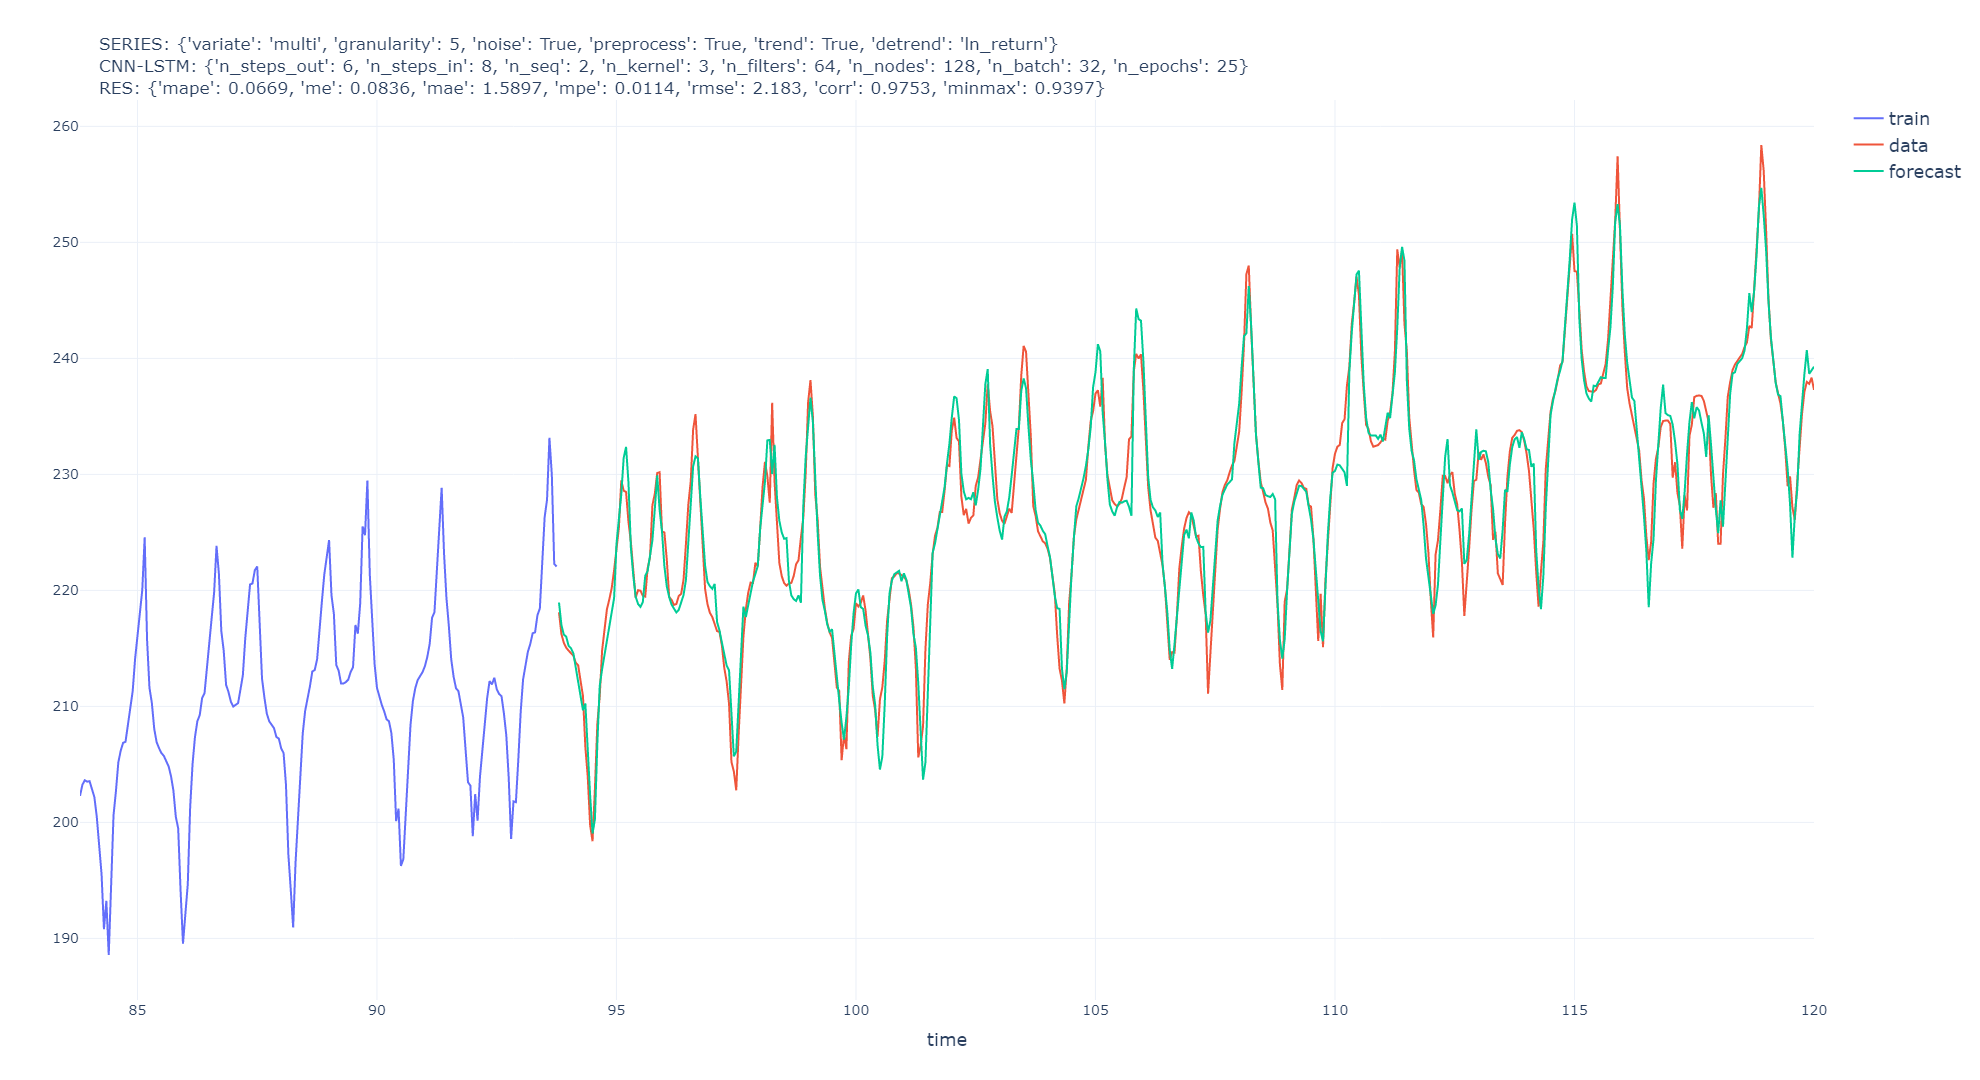 SERIES: {'variate': 'multi', 'granularity': 5, 'noise': True, 'preprocess': True, 'trend': True, 'detrend': 'ln_return'}
CNN-LSTM: {'n_steps_out': 6, 'n_steps_in': 8, 'n_seq': 2, 'n_kernel': 3, 'n_filters': 64, 'n_nodes': 128, 'n_batch': 32, 'n_epochs': 25}
RES: {'mape': 0.0669, 'me': 0.0836, 'mae': 1.5897, 'mpe': 0.0114, 'rmse': 2.183, 'corr': 0.9753, 'minmax': 0.9397}
train
data
forecast
260
250
240
230
220
210
200
190
85 90 95 100 105 110 115 120
time